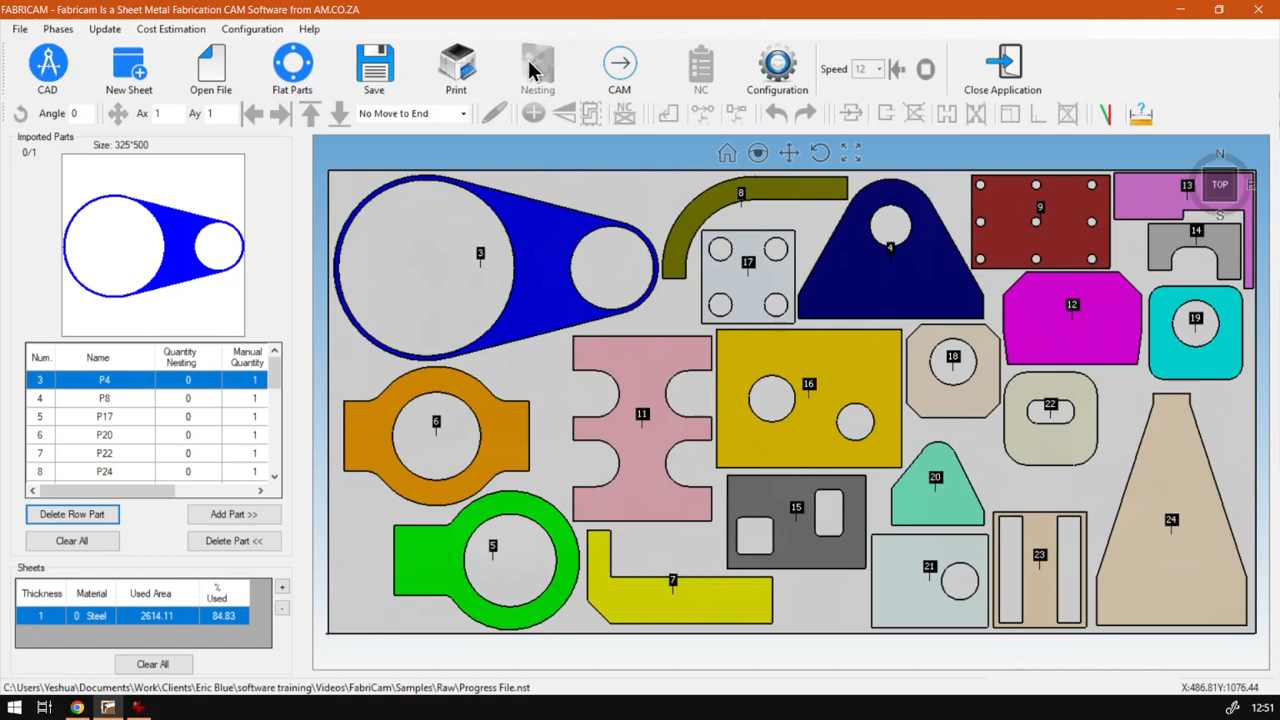 FABRICAM - Fabricam Is a Sheet Metal Fabrication CAM Software from AM.CO.ZA
File Phases Update Cost Estimation Configuration Help
CAD New Sheet Open File Flat Parts Save Print Nesting CAM NC Configuration Speed 12 Close Application
Angle 0 Ax 1 Ay 1 No Move to End NC
Imported Parts
0/1 Size: 325*500
Num. Name Quantity Nesting Manual Quantity
3 P4 0 1
4 P8 0 1
5 P17 0 1
6 P20 0 1
7 P22 0 1
8 P24 0 1
Delete Row Part Add Part >>
Clear All Delete Part <<
Sheets
Thickness Material Used Area % Used
1 0 Steel 2614.11 84.83
+
-
Clear All
N
TOP
E
S
8
13
9
14
3
4
17
12
19
18
16
22
11
6
20
15
24
5
23
21
7
C:\Users\Yeshua\Documents\Work\Clients\Eric Blue\software training\Videos\FabriCam\Samples\Raw\Progress File.nst X:486.81Y:1076.44
12:51